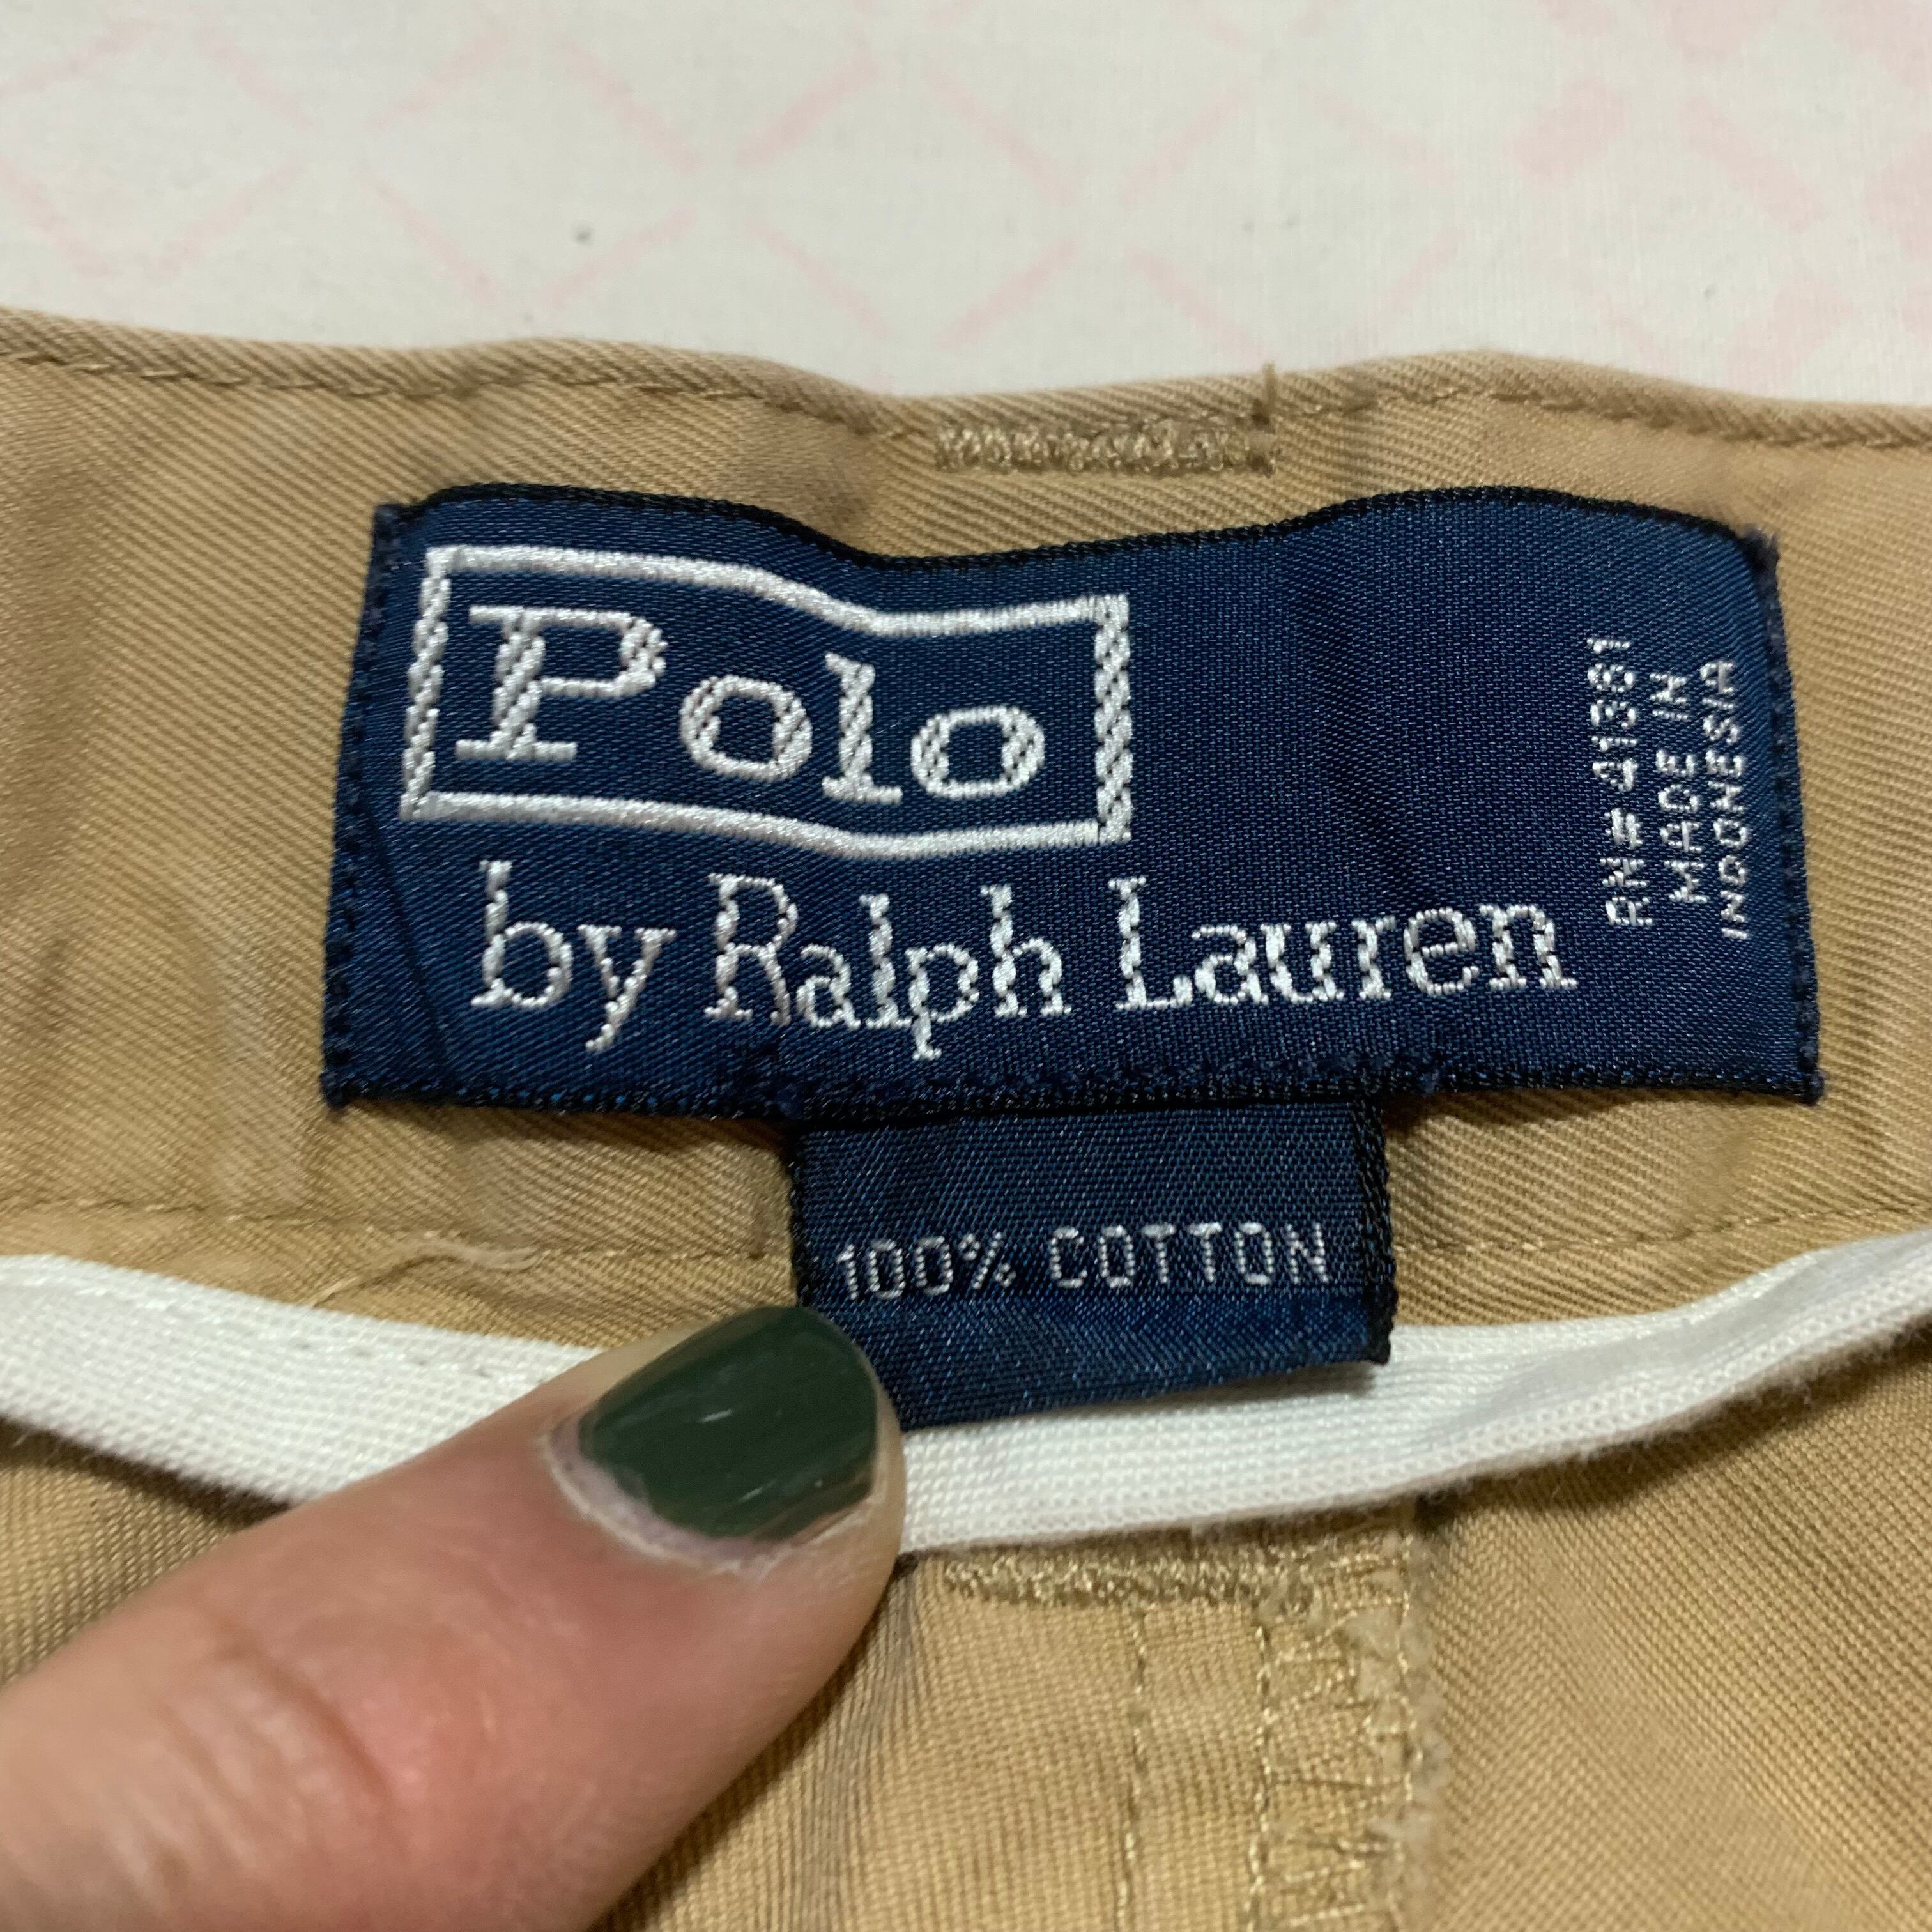 Polo
by Ralph Lauren
RN# 41381
MADE IN
INDONESIA
100% COTTON